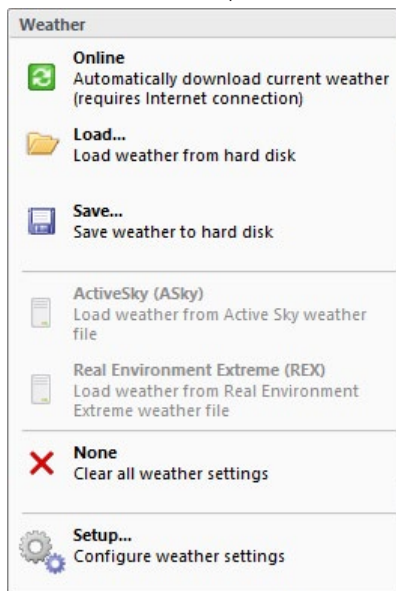 Weather
Online
Automatically download current weather
(requires Internet connection)
Load...
Load weather from hard disk
Save...
Save weather to hard disk
ActiveSky (ASky)
Load weather from Active Sky weather
file
Real Environment Extreme (REX)
Load weather from Real Environment
Extreme weather file
None
Clear all weather settings
Setup...
Configure weather settings